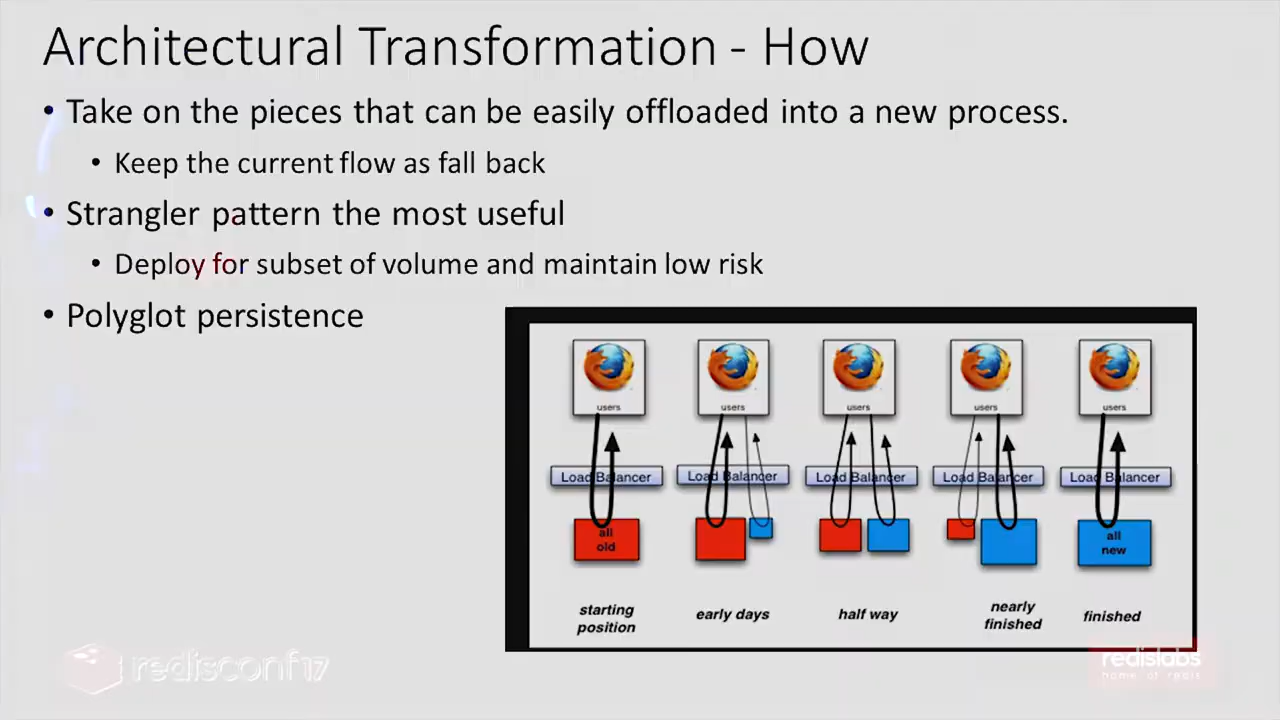 Architectural Transformation - How
• Take on the pieces that can be easily offloaded into a new process.
• Keep the current flow as fall back
• Strangler pattern the most useful
• Deploy for subset of volume and maintain low risk
• Polyglot persistence
users users users users users
Load Balancer Load Balancer Load Balancer Load Balancer Load Balancer
all old
all new
starting position
early days
half way
nearly finished
finished
redisconf17
redislabs
home of redis